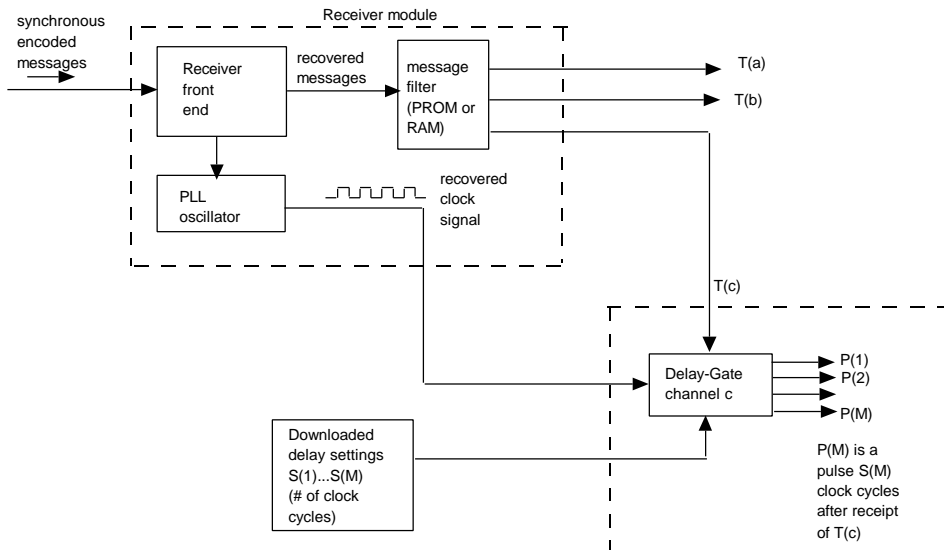 Receiver module
synchronous
encoded
messages
Receiver
front
end
recovered
messages
message
filter
(PROM or
RAM)
T(a)
T(b)
PLL
oscillator
recovered
clock
signal
T(c)
Delay-Gate
channel c
P(1)
P(2)
P(M)
Downloaded
delay settings
S(1)...S(M)
(# of clock
cycles)
P(M) is a
pulse S(M)
clock cycles
after receipt
of T(c)